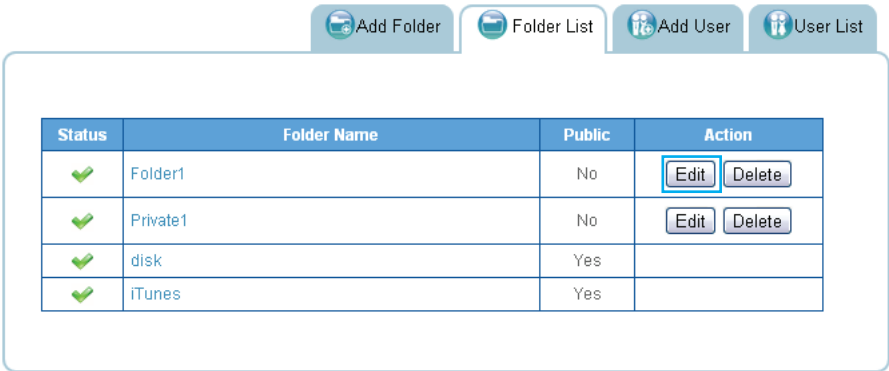 Add Folder Folder List Add User User List
Status Folder Name Public Action
Folder1 No Edit Delete
Private1 No Edit Delete
disk Yes
iTunes Yes